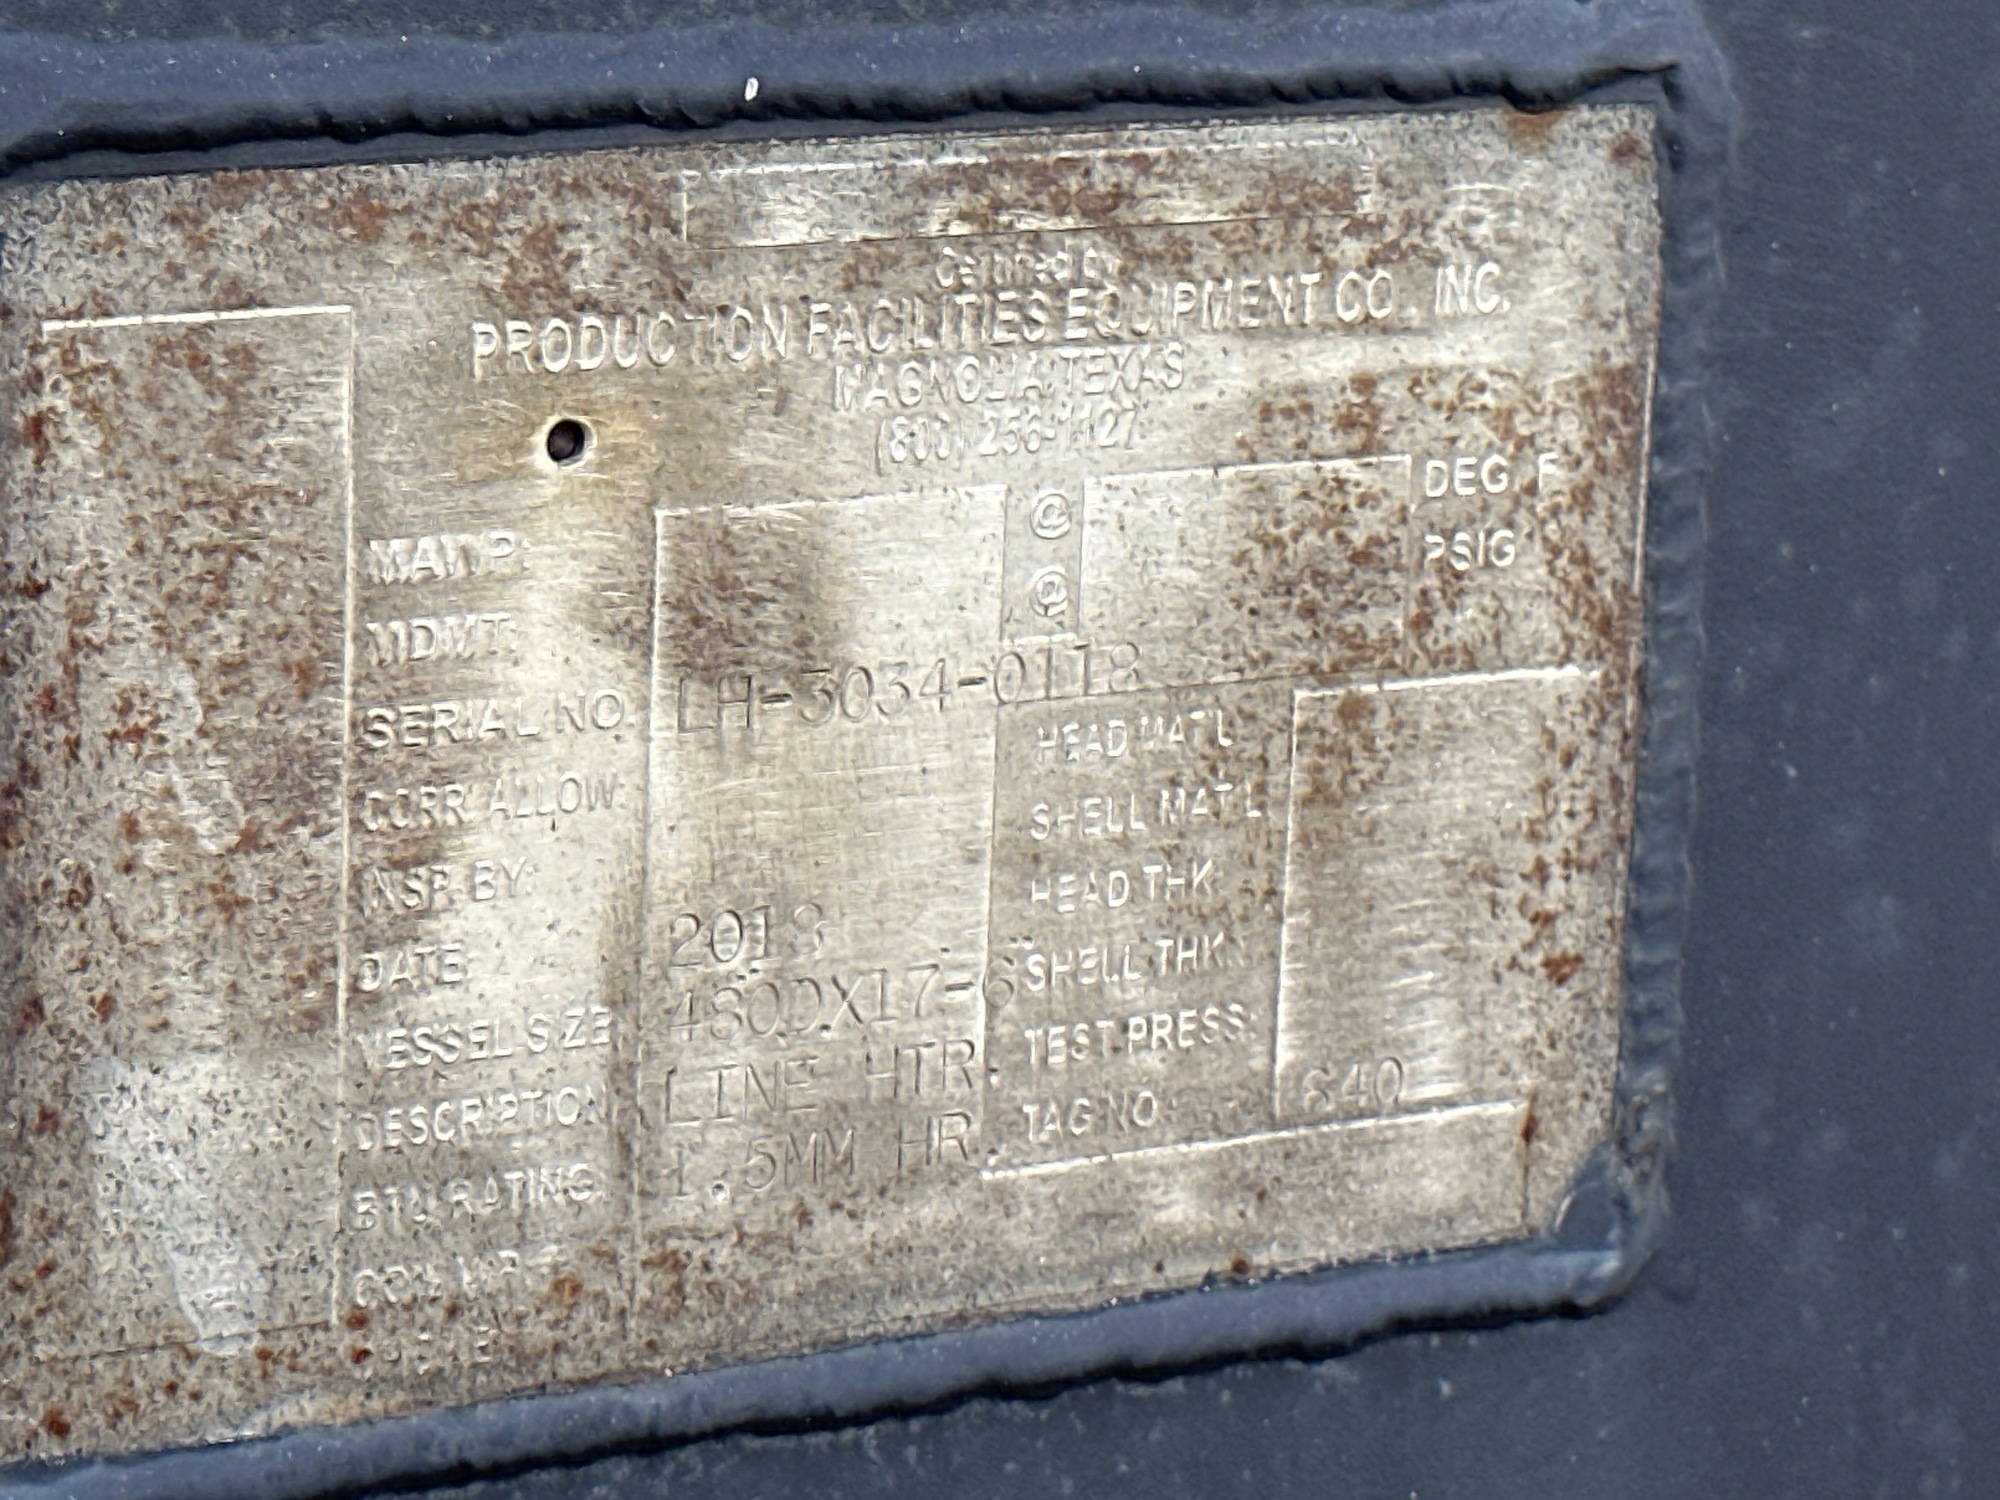 Certified by
PRODUCTION FACILITIES EQUIPMENT CO., INC.
MAGNOLIA, TEXAS
(800) 256-1127
MAWP: @ DEG. F
MDMT: @ PSIG
SERIAL NO. LH-3034-0118
CORR. ALLOW: HEAD MAT'L
INSP. BY: SHELL MAT'L
DATE: 2018 HEAD THK.
VESSEL SIZE: 48ODX17-6 SHELL THK.:
DESCRIPTION: LINE HTR. TEST PRESS:
BTU RATING: 1.5MM HR. TAG NO. 840